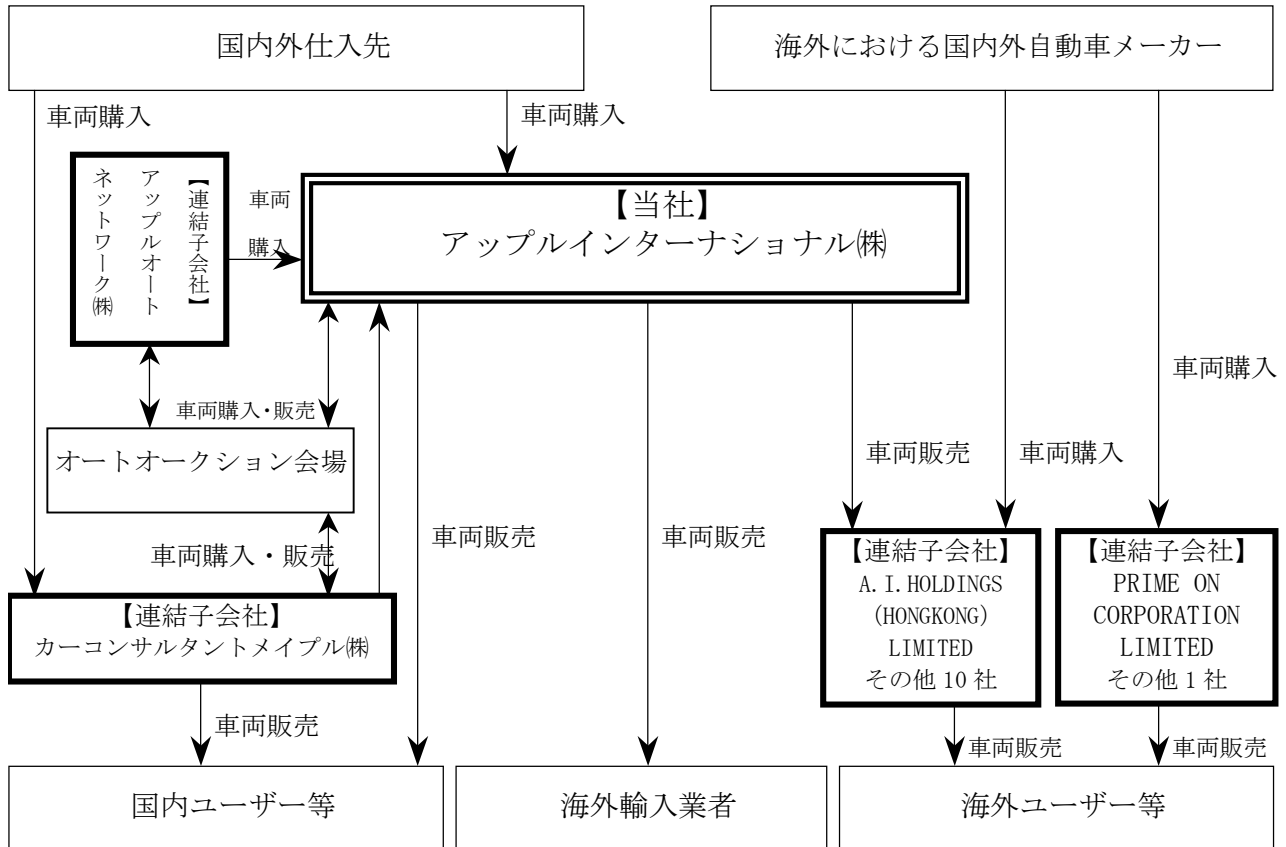 国内外仕入先
海外における国内外自動車メーカー
車両購入
車両購入
【連結子会社】
アップルオート
ネットワーク㈱
車両
購入
【当社】
アップルインターナショナル㈱
車両購入
車両購入・販売
オートオークション会場
車両販売
車両購入
車両販売
車両販売
車両購入・販売
【連結子会社】
カーコンサルタントメイプル㈱
【連結子会社】
A.I.HOLDINGS
(HONGKONG)
LIMITED
その他 10 社
【連結子会社】
PRIME ON
CORPORATION
LIMITED
その他 1 社
車両販売
車両販売
車両販売
国内ユーザー等
海外輸入業者
海外ユーザー等